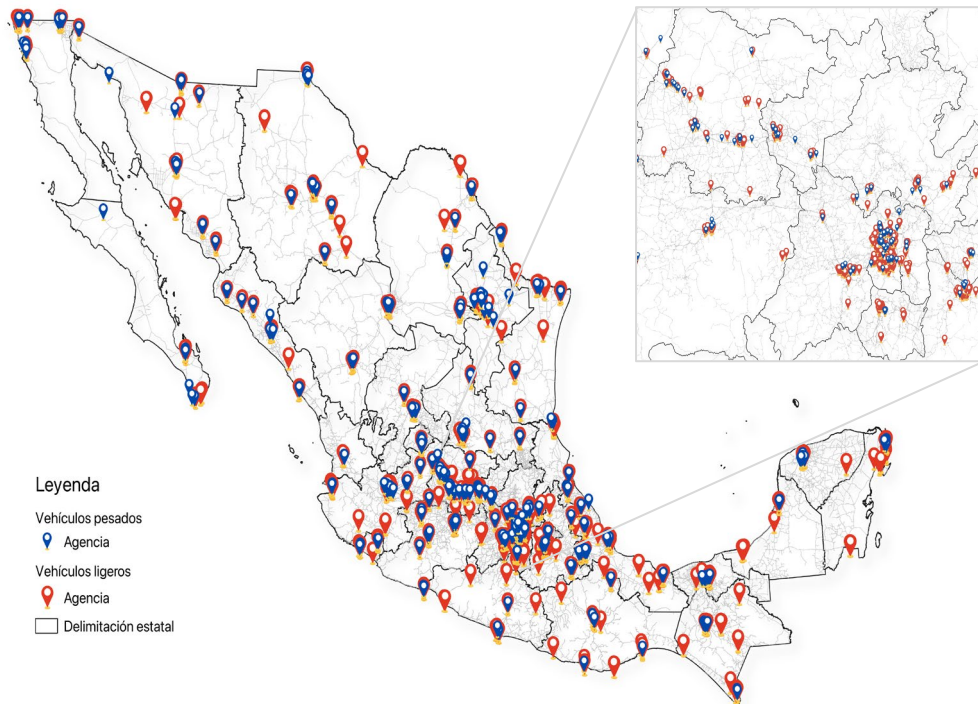 Leyenda
Vehículos pesados
Agencia
Vehículos ligeros
Agencia
Delimitación estatal